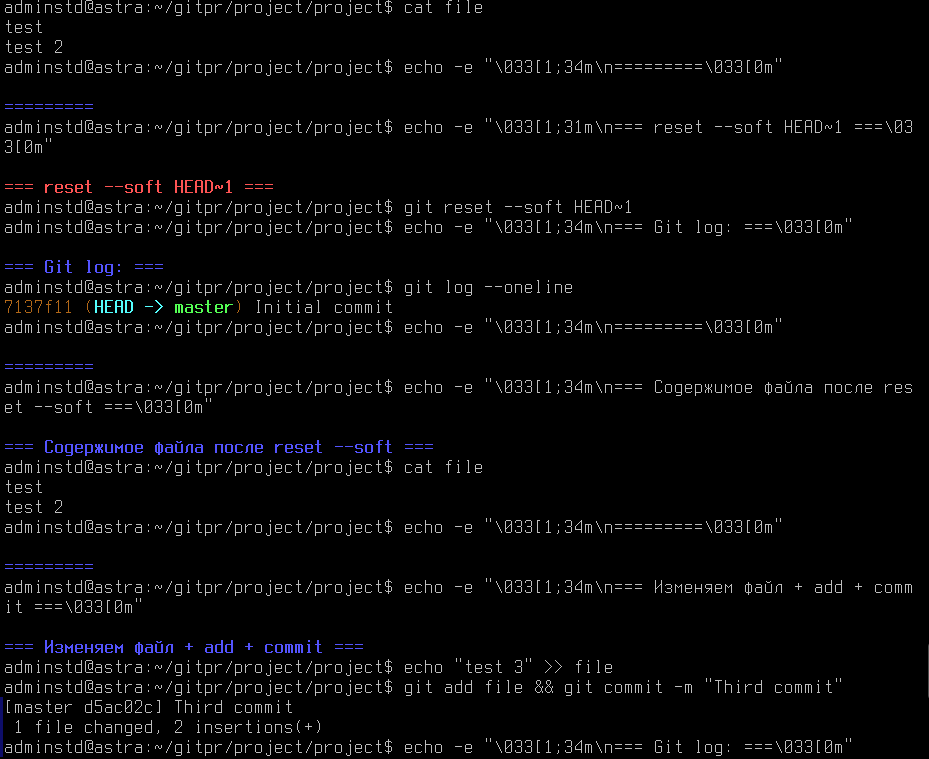 adminstd@astra:~/gitpr/project/project$ cat file
test
test 2
adminstd@astra:~/gitpr/project/project$ echo -e "\033[1;34m\n=========\033[0m"
=========
adminstd@astra:~/gitpr/project/project$ echo -e "\033[1;31m\n=== reset --soft HEAD~1 ===\03
3[0m"
=== reset --soft HEAD~1 ===
adminstd@astra:~/gitpr/project/project$ git reset --soft HEAD~1
adminstd@astra:~/gitpr/project/project$ echo -e "\033[1;34m\n=== Git log: ===\033[0m"
=== Git log: ===
adminstd@astra:~/gitpr/project/project$ git log --oneline
7137f11 (HEAD -> master) Initial commit
adminstd@astra:~/gitpr/project/project$ echo -e "\033[1;34m\n=========\033[0m"
=========
adminstd@astra:~/gitpr/project/project$ echo -e "\033[1;34m\n=== Содержимое файла после res
et --soft ===\033[0m"
=== Содержимое файла после reset --soft ===
adminstd@astra:~/gitpr/project/project$ cat file
test
test 2
adminstd@astra:~/gitpr/project/project$ echo -e "\033[1;34m\n=========\033[0m"
=========
adminstd@astra:~/gitpr/project/project$ echo -e "\033[1;34m\n=== Изменяем файл + add + comm
it ===\033[0m"
=== Изменяем файл + add + commit ===
adminstd@astra:~/gitpr/project/project$ echo "test 3" >> file
adminstd@astra:~/gitpr/project/project$ git add file && git commit -m "Third commit"
[master d5ac02c] Third commit
 1 file changed, 2 insertions(+)
adminstd@astra:~/gitpr/project/project$ echo -e "\033[1;34m\n=== Git log: ===\033[0m"